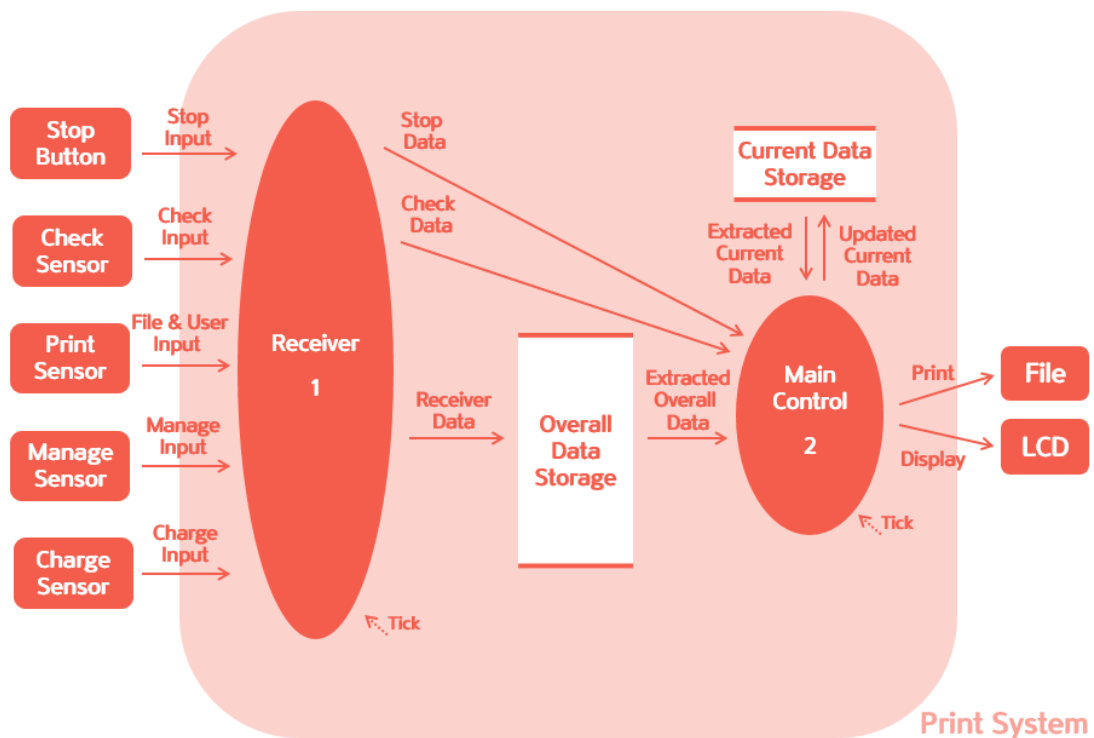 Stop
Button
Stop
Input
Check
Sensor
Check
Input
Print
Sensor
File & User
Input
Manage
Sensor
Manage
Input
Charge
Sensor
Charge
Input
Receiver
1
Tick
Stop
Data
Check
Data
Receiver
Data
Overall
Data
Storage
Extracted
Overall
Data
Current Data
Storage
Extracted
Current
Data
Updated
Current
Data
Main
Control
2
Tick
Print
File
Display
LCD
Print System